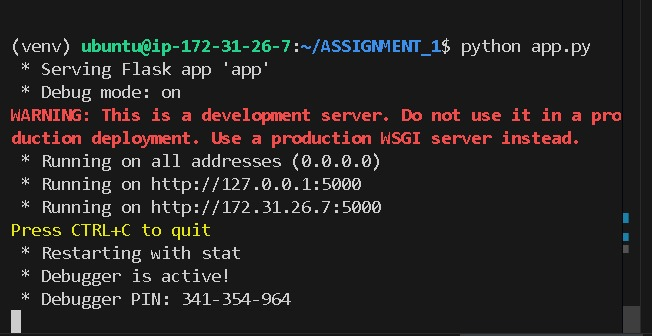 (venv) ubuntu@ip-172-31-26-7:~/ASSIGNMENT_1$ python app.py
 * Serving Flask app 'app'
 * Debug mode: on
WARNING: This is a development server. Do not use it in a pro
duction deployment. Use a production WSGI server instead.
 * Running on all addresses (0.0.0.0)
 * Running on http://127.0.0.1:5000
 * Running on http://172.31.26.7:5000
Press CTRL+C to quit
 * Restarting with stat
 * Debugger is active!
 * Debugger PIN: 341-354-964